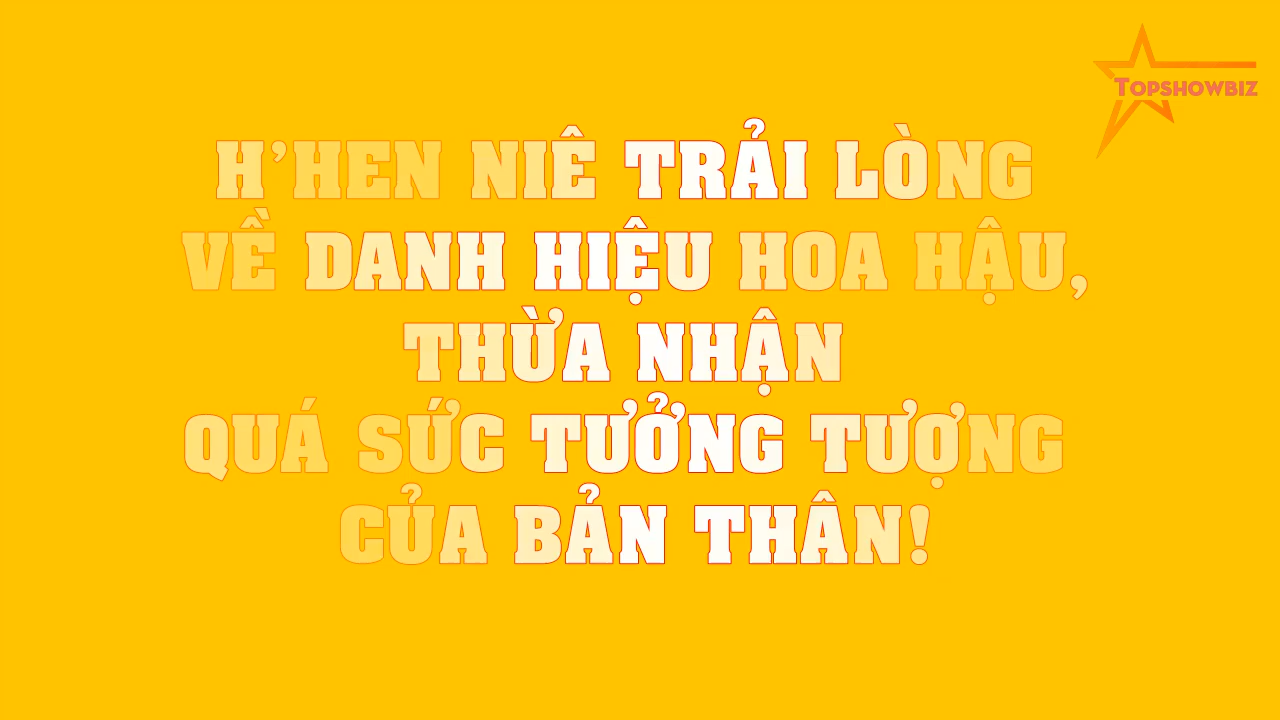 TOPSHOWBIZ
H'HEN NIÊ TRẢI LÒNG
VỀ DANH HIỆU HOA HẬU,
THỪA NHẬN
QUÁ SỨC TƯỞNG TƯỢNG
CỦA BẢN THÂN!